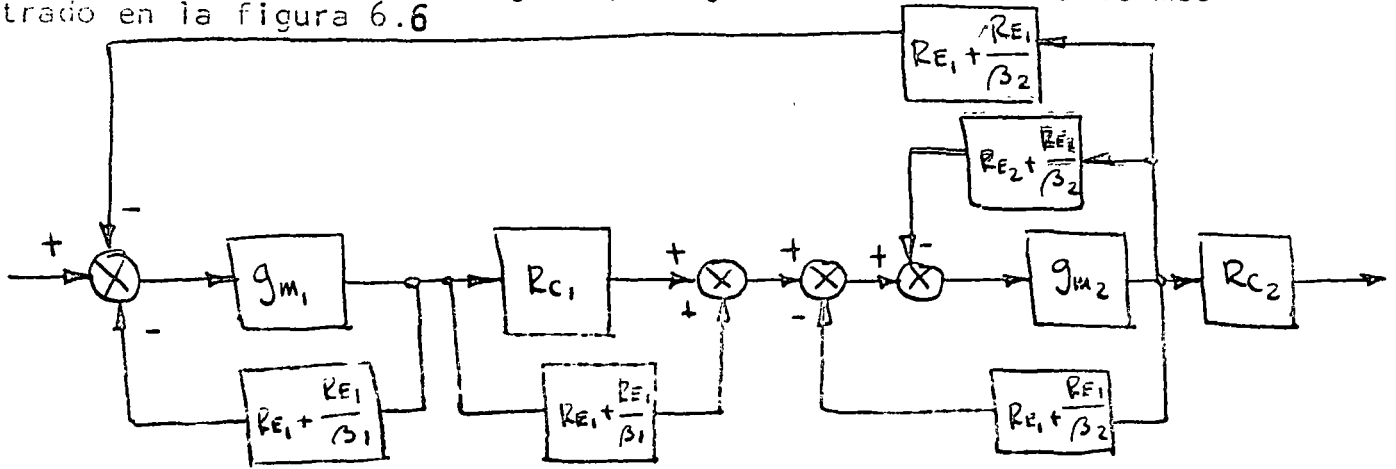 trado en la figura 6.6
RE₁ + RE₁/β₂
RE₂ + RE₂/β₂
+ - - gm₁
RC₁
+ +
+ -
+ -
gm₂
RC₂
RE₁ + RE₁/β₁
RE₁ + RE₁/β₁
RE₁ + RE₁/β₂